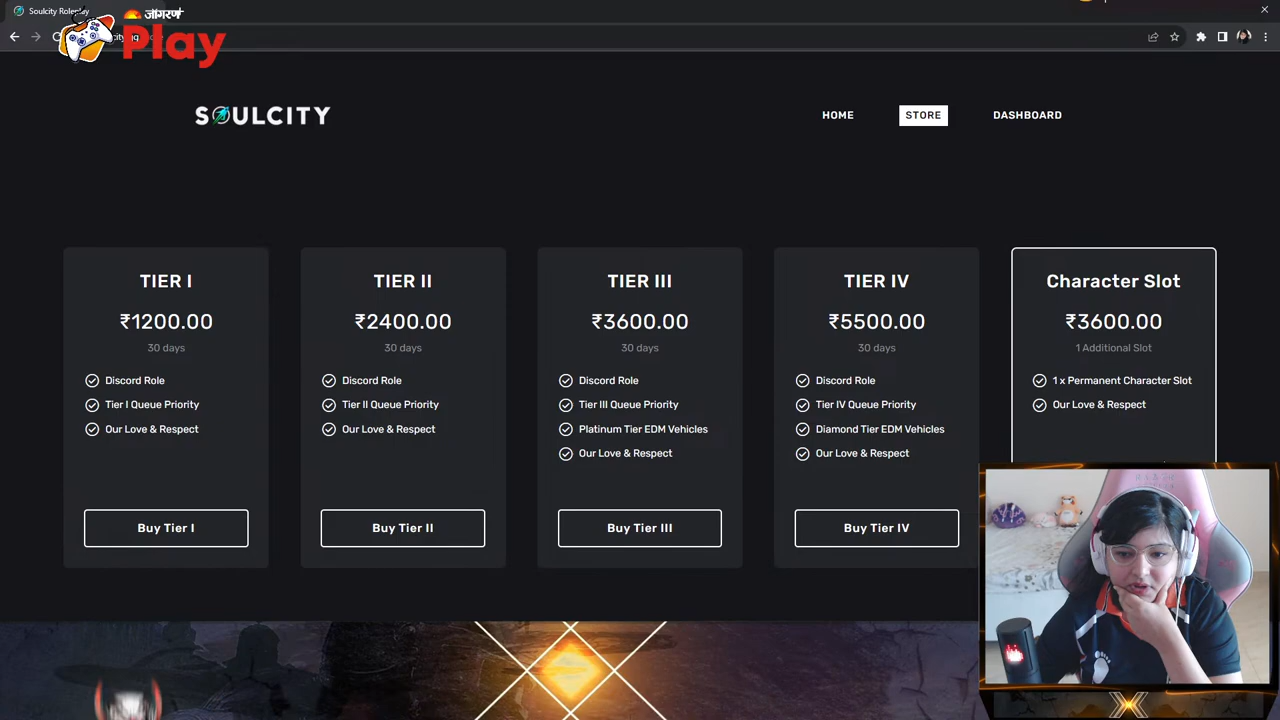 Soulcity Roleplay
जागरण
Play
SOULCITY
HOME
STORE
DASHBOARD
TIER I
₹1200.00
30 days
Discord Role
Tier I Queue Priority
Our Love & Respect
Buy Tier I
TIER II
₹2400.00
30 days
Discord Role
Tier II Queue Priority
Our Love & Respect
Buy Tier II
TIER III
₹3600.00
30 days
Discord Role
Tier III Queue Priority
Platinum Tier EDM Vehicles
Our Love & Respect
Buy Tier III
TIER IV
₹5500.00
30 days
Discord Role
Tier IV Queue Priority
Diamond Tier EDM Vehicles
Our Love & Respect
Buy Tier IV
Character Slot
₹3600.00
1 Additional Slot
1 x Permanent Character Slot
Our Love & Respect